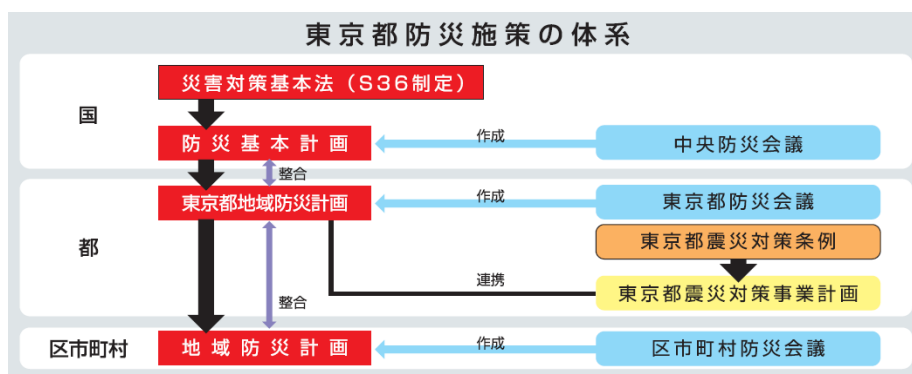 東京都防災施策の体系
国
災害対策基本法（S36制定）
防災基本計画
作成
中央防災会議
整合
都
東京都地域防災計画
作成
東京都防災会議
東京都震災対策条例
連携
東京都震災対策事業計画
整合
区市町村
地域防災計画
作成
区市町村防災会議